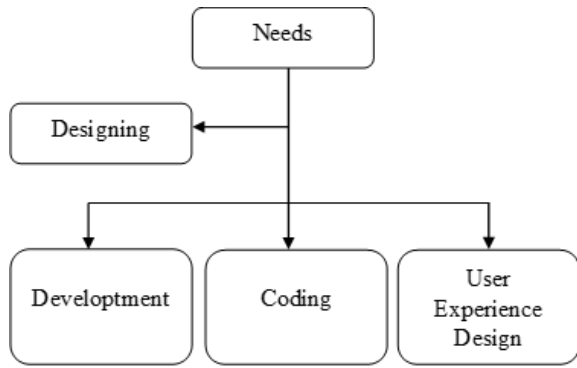 Needs
Designing
Developtment
Coding
User
Experience
Design